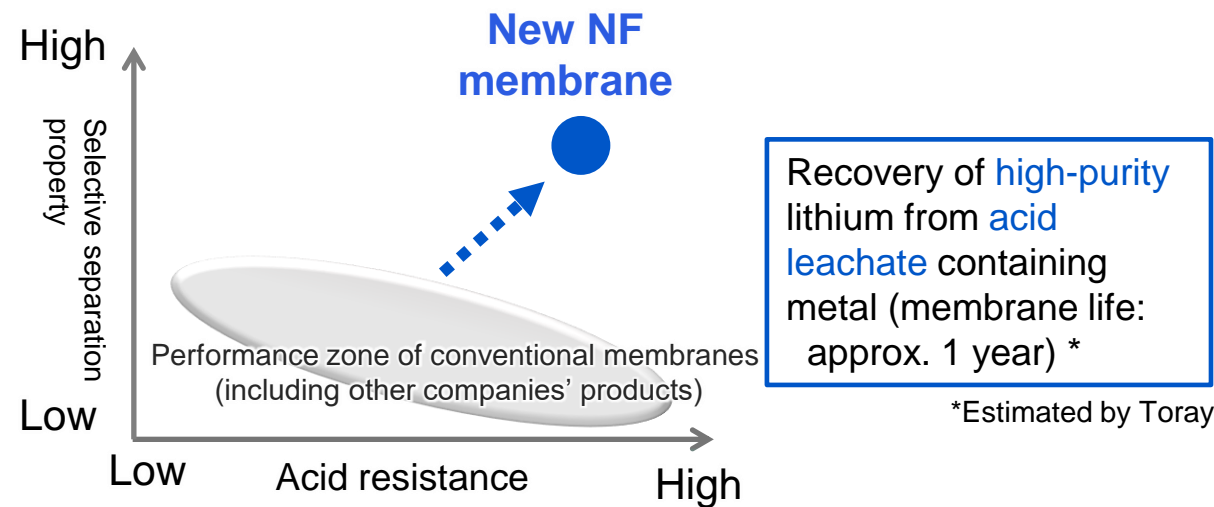 New NF
membrane
High
Selective separation
property
Performance zone of conventional membranes
(including other companies’ products)
Low
Low
Acid resistance
High
Recovery of high-purity
lithium from acid
leachate containing
metal (membrane life:
approx. 1 year) *
*Estimated by Toray